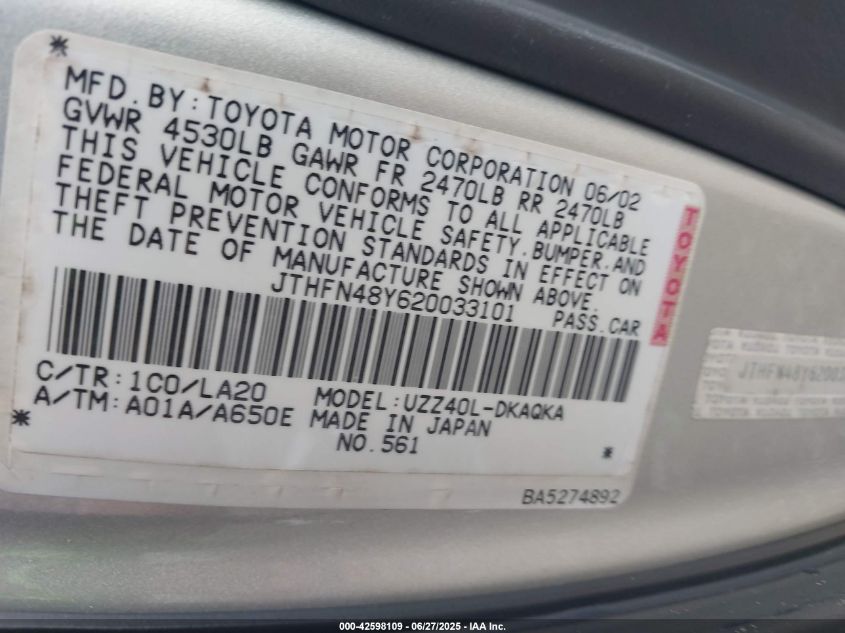 MFD. BY: TOYOTA MOTOR CORPORATION 06/02
GVWR 4530LB GAWR FR 2470LB RR 2470LB
THIS VEHICLE CONFORMS TO ALL APPLICABLE
FEDERAL MOTOR VEHICLE SAFETY, BUMPER, AND
THEFT PREVENTION STANDARDS IN EFFECT ON
THE DATE OF MANUFACTURE SHOWN ABOVE.
JTHFN48Y620033101 PASS. CAR
C/TR: 1C0/LA20 MODEL: UZZ40L-DKAQKA
A/TM: A01A/A650E MADE IN JAPAN
NO. 561
BA5274892
TOYOTA
JTHFN48Y62003
000-42598109 - 06/27/2025 - IAA Inc.